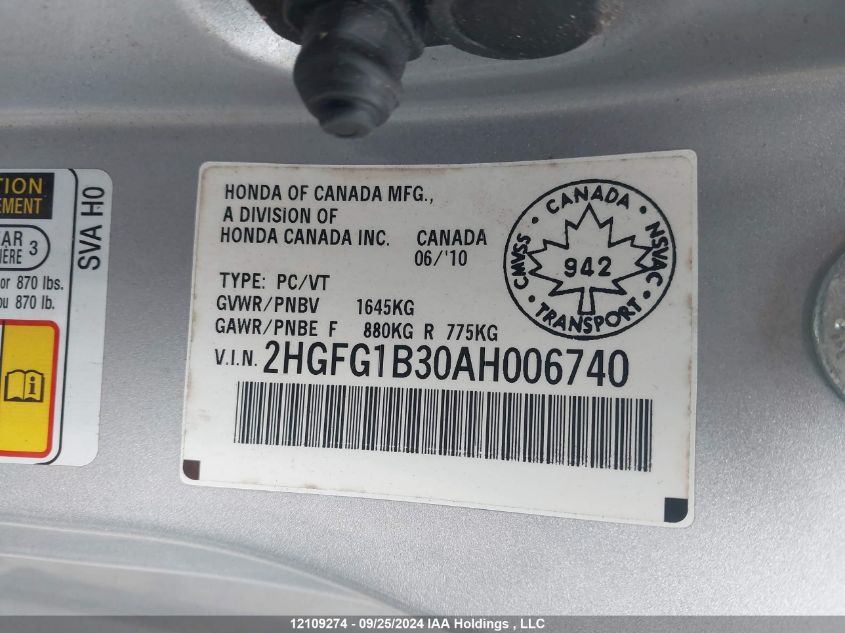 TION
EMENT
AR 3
IÈRE
or 870 lbs.
ou 870 lb.
SVA H0
HONDA OF CANADA MFG.,
A DIVISION OF
HONDA CANADA INC. CANADA
06/'10
TYPE: PC/VT
GVWR/PNBV 1645KG
GAWR/PNBE F 880KG R 775KG
V.I.N. 2HGFG1B30AH006740
CANADA
CMVSS
NSVAC
942
TRANSPORT
12109274 - 09/25/2024 IAA Holdings , LLC